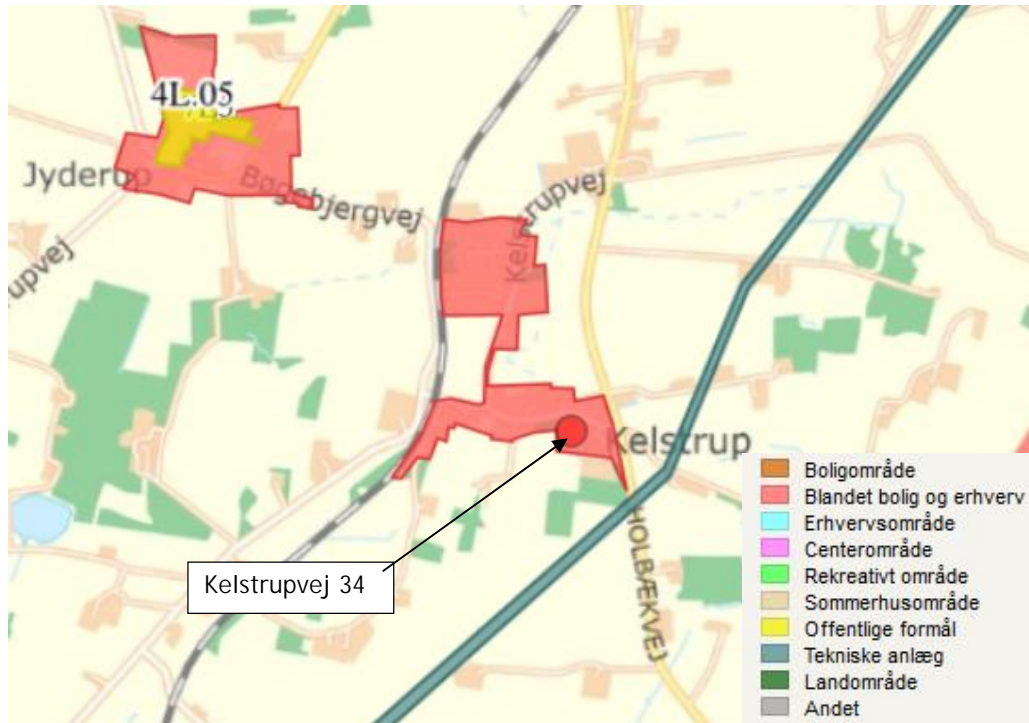 4L.05
Jyderup
Bøgebjergvej
Kelstrupvej
rupvej
Kelstrup
HOLBÆKVEJ
Kelstrupvej 34
Boligområde
Blandet bolig og erhverv
Erhvervsområde
Centerområde
Rekreativt område
Sommerhusområde
Offentlige formål
Tekniske anlæg
Landområde
Andet